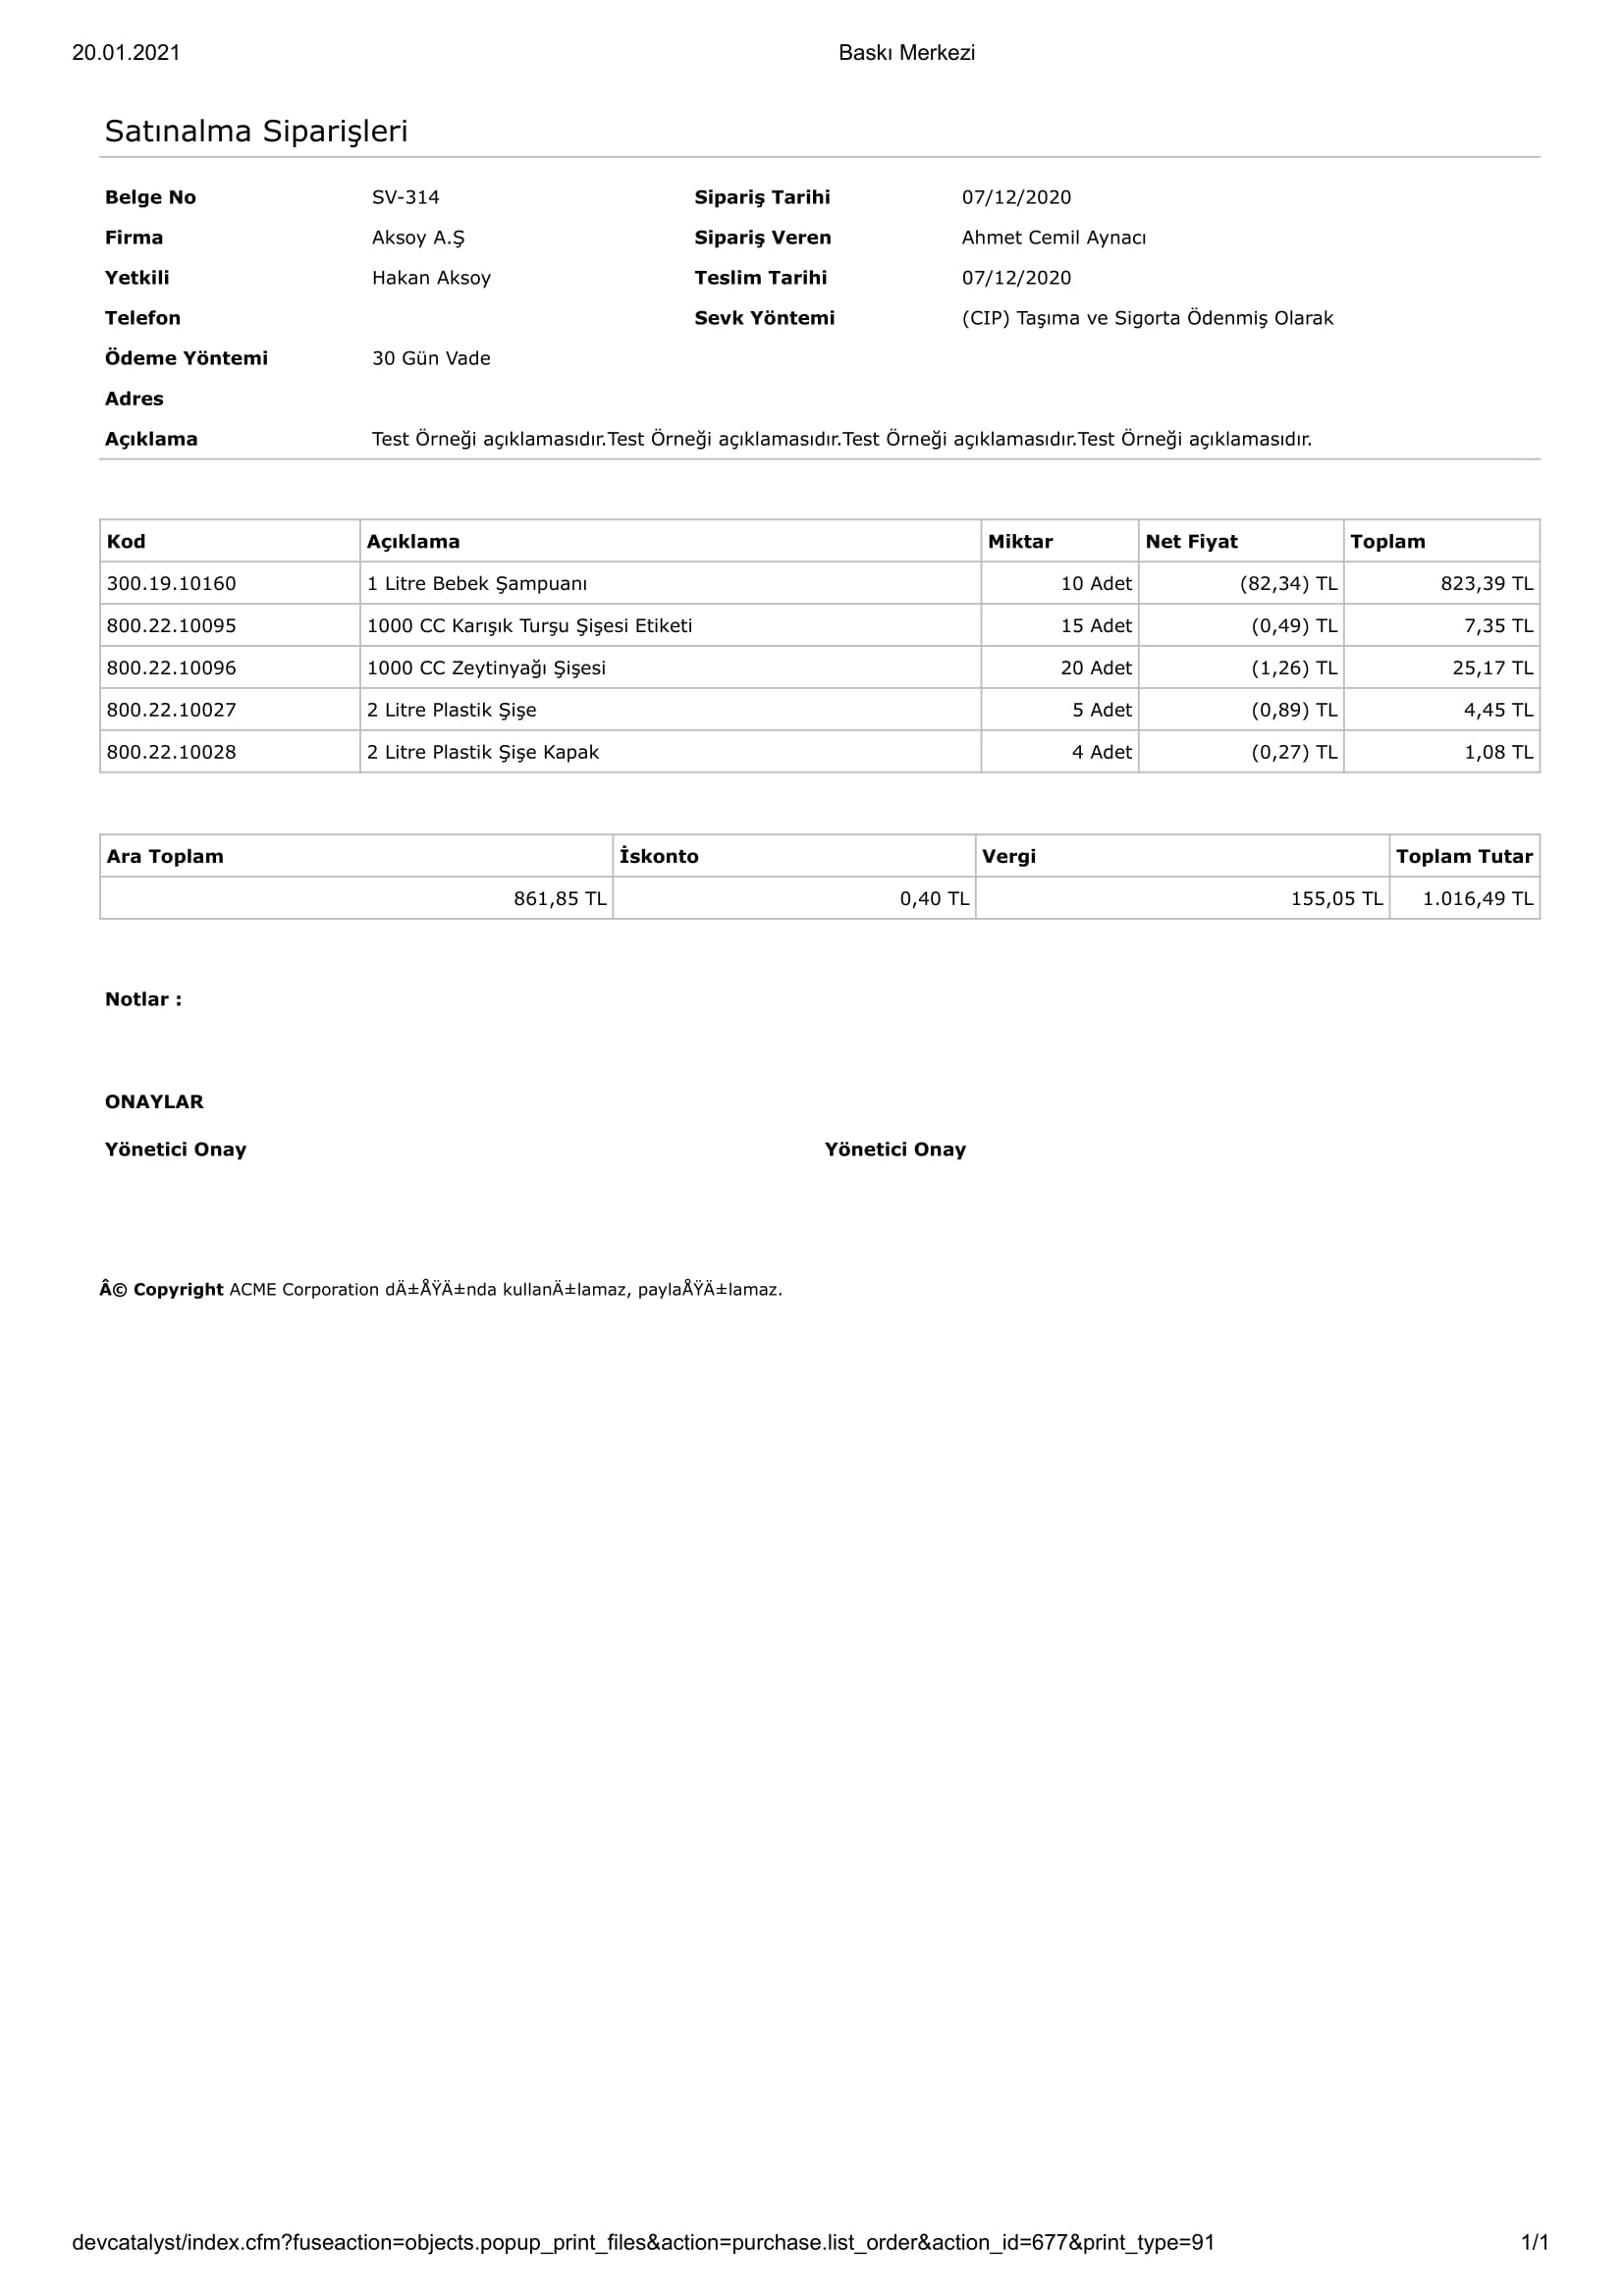 20.01.2021 Baskı Merkezi
Satınalma Siparişleri
Belge No SV-314 Sipariş Tarihi 07/12/2020
Firma Aksoy A.Ş Sipariş Veren Ahmet Cemil Aynacı
Yetkili Hakan Aksoy Teslim Tarihi 07/12/2020
Telefon Sevk Yöntemi (CIP) Taşıma ve Sigorta Ödenmiş Olarak
Ödeme Yöntemi 30 Gün Vade
Adres
Açıklama Test Örneği açıklamasıdır.Test Örneği açıklamasıdır.Test Örneği açıklamasıdır.Test Örneği açıklamasıdır.
Kod Açıklama Miktar Net Fiyat Toplam
300.19.10160 1 Litre Bebek Şampuanı 10 Adet (82,34) TL 823,39 TL
800.22.10095 1000 CC Karışık Turşu Şişesi Etiketi 15 Adet (0,49) TL 7,35 TL
800.22.10096 1000 CC Zeytinyağı Şişesi 20 Adet (1,26) TL 25,17 TL
800.22.10027 2 Litre Plastik Şişe 5 Adet (0,89) TL 4,45 TL
800.22.10028 2 Litre Plastik Şişe Kapak 4 Adet (0,27) TL 1,08 TL
Ara Toplam İskonto Vergi Toplam Tutar
861,85 TL 0,40 TL 155,05 TL 1.016,49 TL
Notlar :
ONAYLAR
Yönetici Onay Yönetici Onay
Â© Copyright ACME Corporation dÄ±ÅŸÄ±nda kullanÄ±lamaz, paylaÅŸÄ±lamaz.
devcatalyst/index.cfm?fuseaction=objects.popup_print_files&action=purchase.list_order&action_id=677&print_type=91 1/1